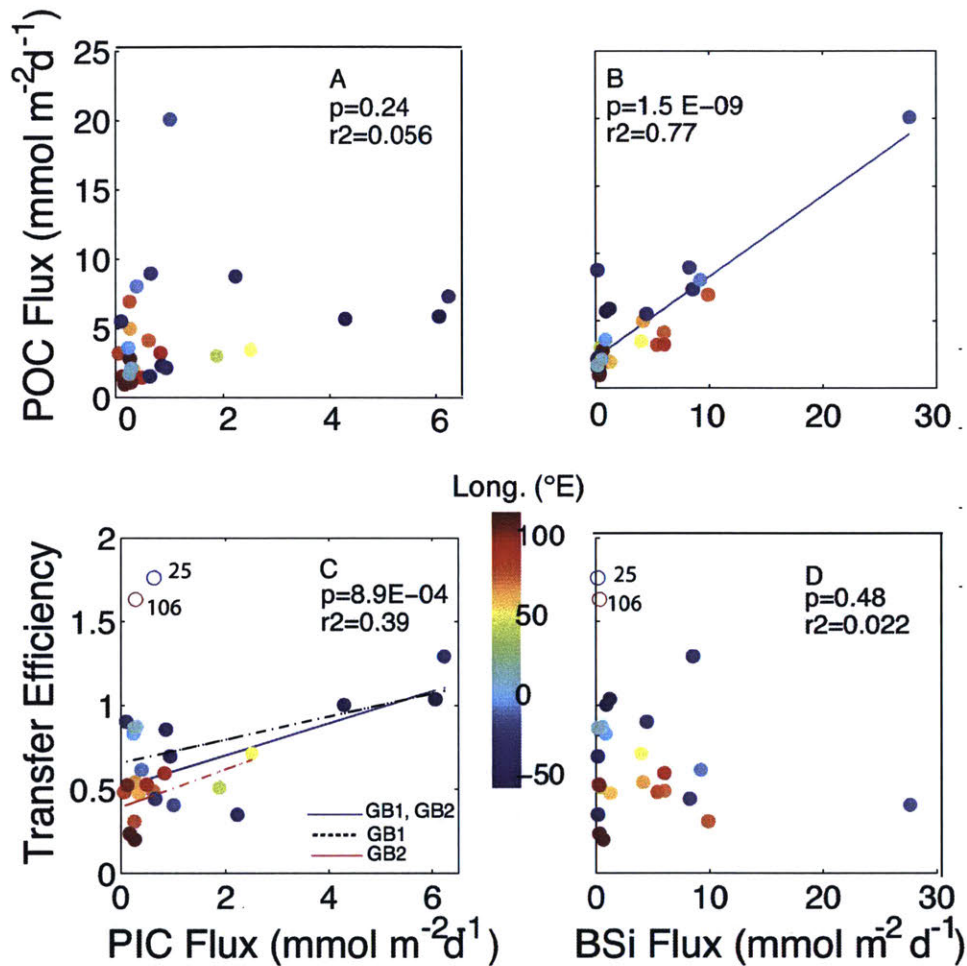 POC Flux (mmol m-2d-1)
25
20
15
10
5
0
A
p=0.24
r2=0.056
0 2 4 6
B
p=1.5 E-09
r2=0.77
0 10 20 30
Transfer Efficiency
2
1.5
1
0.5
0
25
106
C
p=8.9E-04
r2=0.39
GB1, GB2
GB1
GB2
0 2 4 6
PIC Flux (mmol m-2d-1)
Long. (°E)
100
50
0
-50
25
106
D
p=0.48
r2=0.022
0 10 20 30
BSi Flux (mmol m-2 d-1)